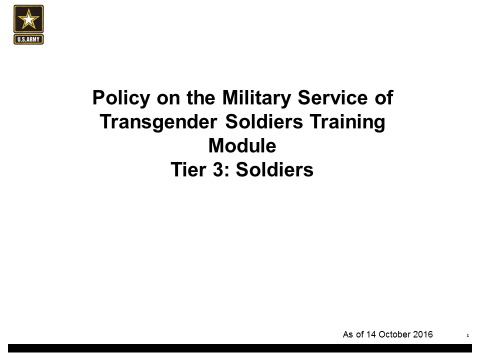 U.S.ARMY
Policy on the Military Service of
Transgender Soldiers Training
Module
Tier 3: Soldiers
As of 14 October 2016
1